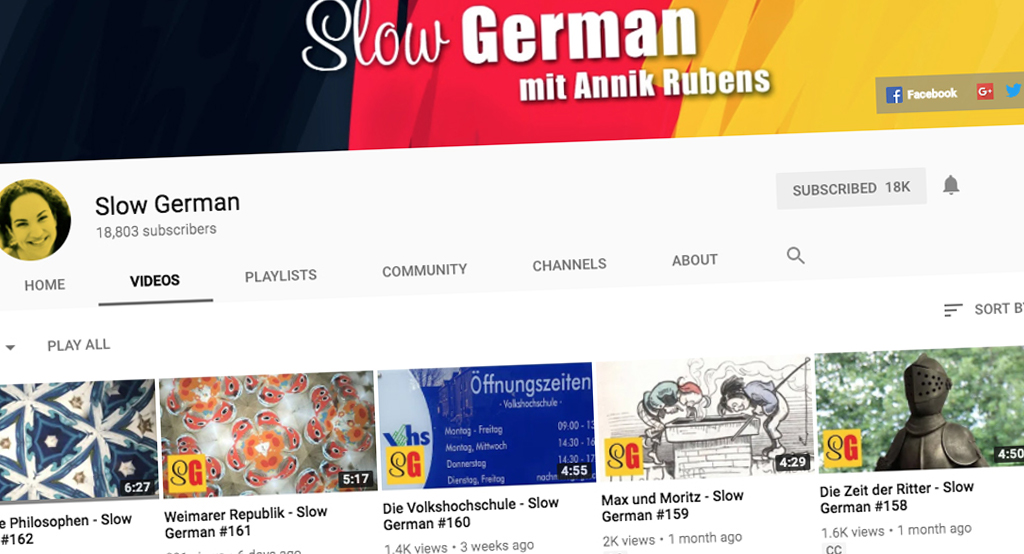 Slow German
mit Annik Rubens
Facebook
Slow German
18,803 subscribers
SUBSCRIBED 18K
HOME VIDEOS PLAYLISTS COMMUNITY CHANNELS ABOUT
SORT
PLAY ALL
Öffnungszeiten
- Volkshochschule -
vhs
Montag - Freitag 09:00 - 13
Montag, Mittwoch 14:30 - 16
Donnerstag 14:30 - 17
Dienstag, Freitag
SG
SG
SG
SG
6:27
5:17
4:55
4:29
4:50
Philosophen - Slow
#162
Weimarer Republik - Slow
German #161
6 days ago
Die Volkshochschule - Slow
German #160
1.4K views • 3 weeks ago
Max und Moritz - Slow
German #159
2K views • 1 month ago
Die Zeit der Ritter - Slow
German #158
1.6K views • 1 month ago
CC